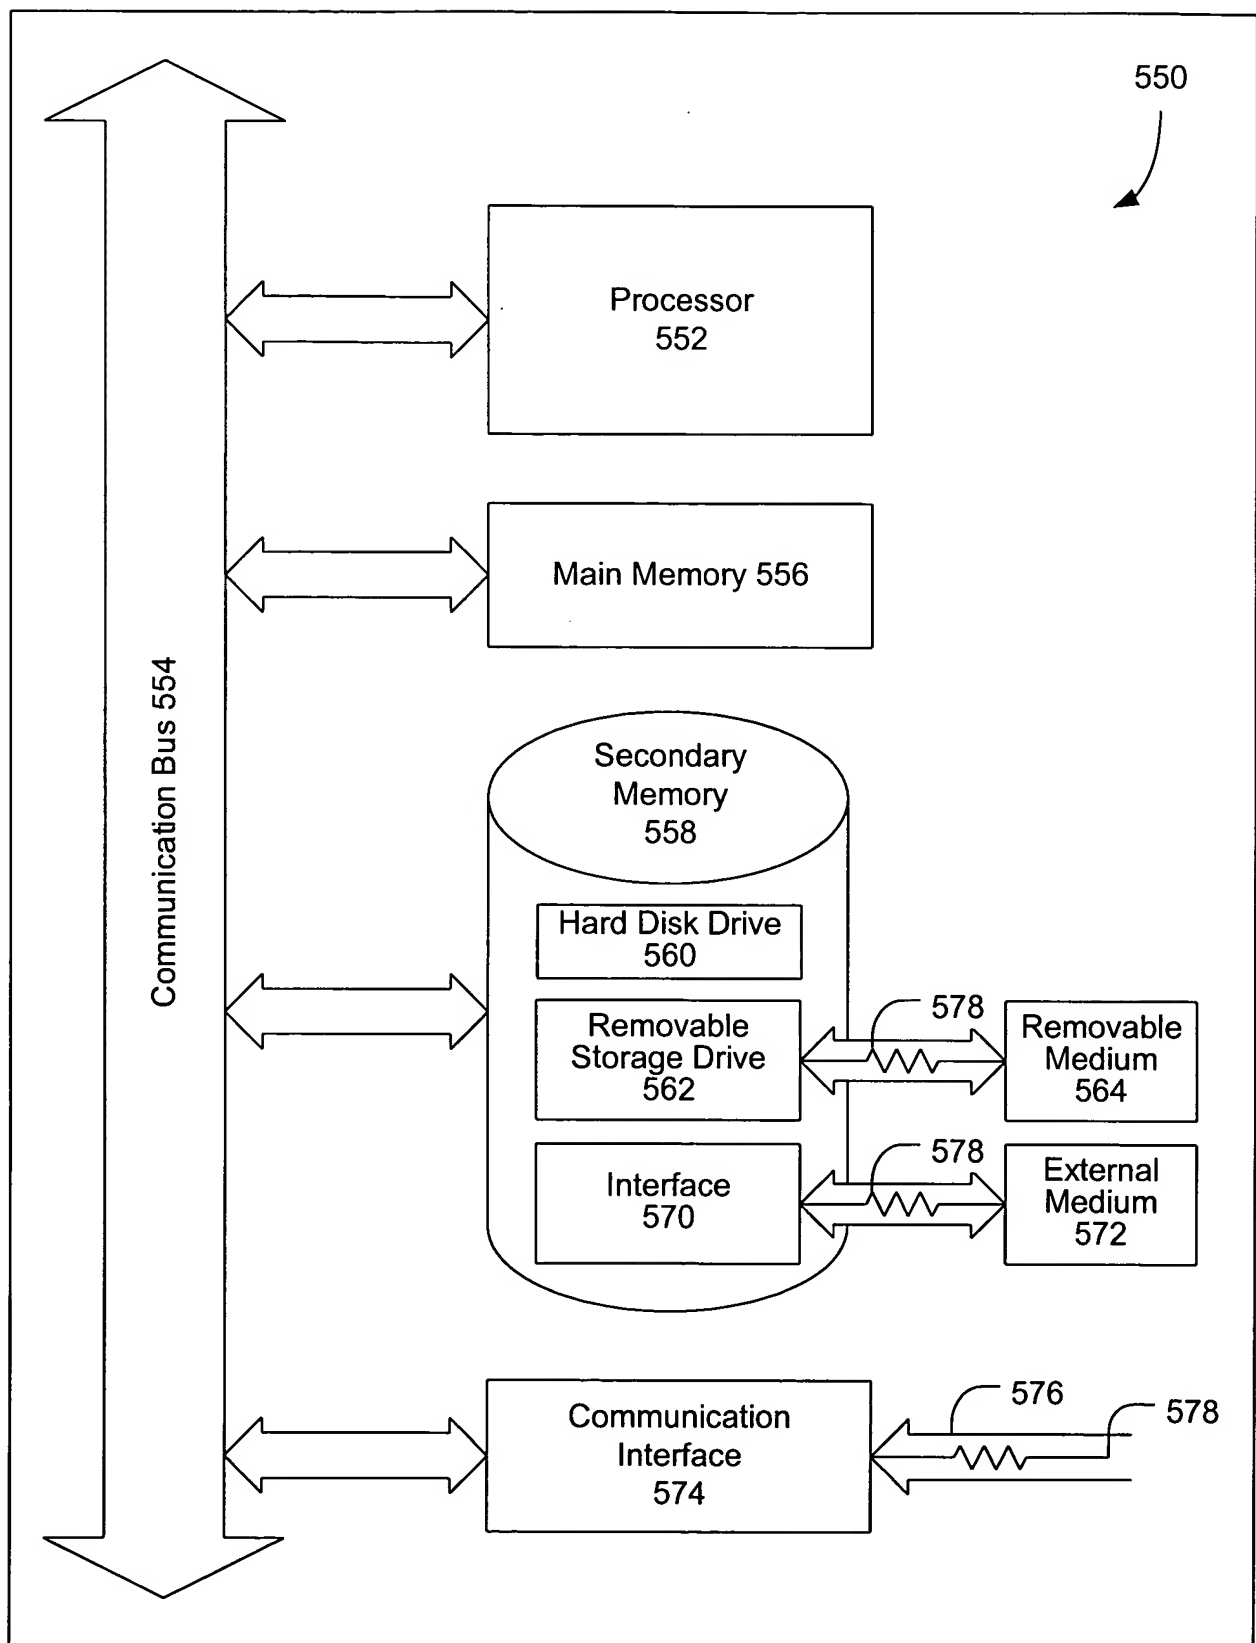 550
Processor
552
Main Memory 556
Communication Bus 554
Secondary
Memory
558
Hard Disk Drive
560
Removable
Storage Drive
562
578
Removable
Medium
564
Interface
570
578
External
Medium
572
Communication
Interface
574
576
578